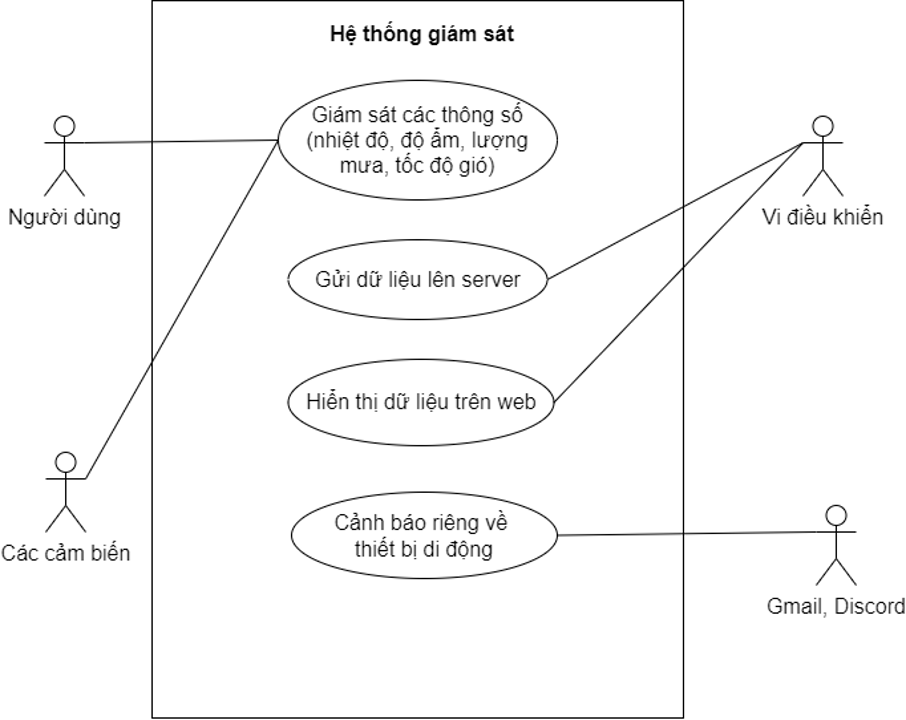 Hệ thống giám sát
Giám sát các thông số
(nhiệt độ, độ ẩm, lượng
mưa, tốc độ gió)
Người dùng
Vi điều khiển
Gửi dữ liệu lên server
Hiển thị dữ liệu trên web
Cảnh báo riêng về
thiết bị di động
Các cảm biến
Gmail, Discord